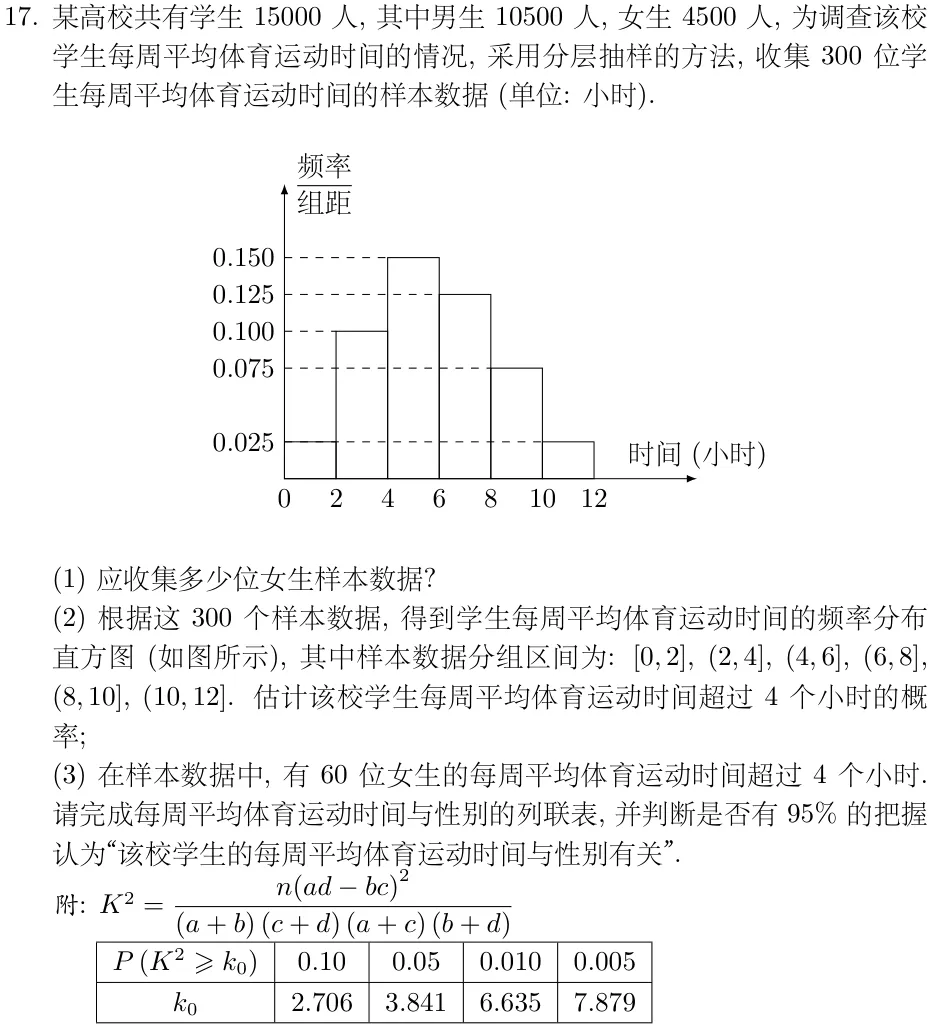 17. 某高校共有学生 15000 人, 其中男生 10500 人, 女生 4500 人, 为调查该校
学生每周平均体育运动时间的情况, 采用分层抽样的方法, 收集 300 位学
生每周平均体育运动时间的样本数据 (单位: 小时).
频率
组距
0.150
0.125
0.100
0.075
0.025
时间 (小时)
0 2 4 6 8 10 12
(1) 应收集多少位女生样本数据?
(2) 根据这 300 个样本数据, 得到学生每周平均体育运动时间的频率分布
直方图 (如图所示), 其中样本数据分组区间为: [0, 2], (2, 4], (4, 6], (6, 8],
(8, 10], (10, 12]. 估计该校学生每周平均体育运动时间超过 4 个小时的概
率;
(3) 在样本数据中, 有 60 位女生的每周平均体育运动时间超过 4 个小时.
请完成每周平均体育运动时间与性别的列联表, 并判断是否有 95% 的把握
认为“该校学生的每周平均体育运动时间与性别有关”.
附: K² = n(ad − bc)² / (a + b) (c + d) (a + c) (b + d)
P (K² ⩾ k₀) 0.10 0.05 0.010 0.005
k₀ 2.706 3.841 6.635 7.879